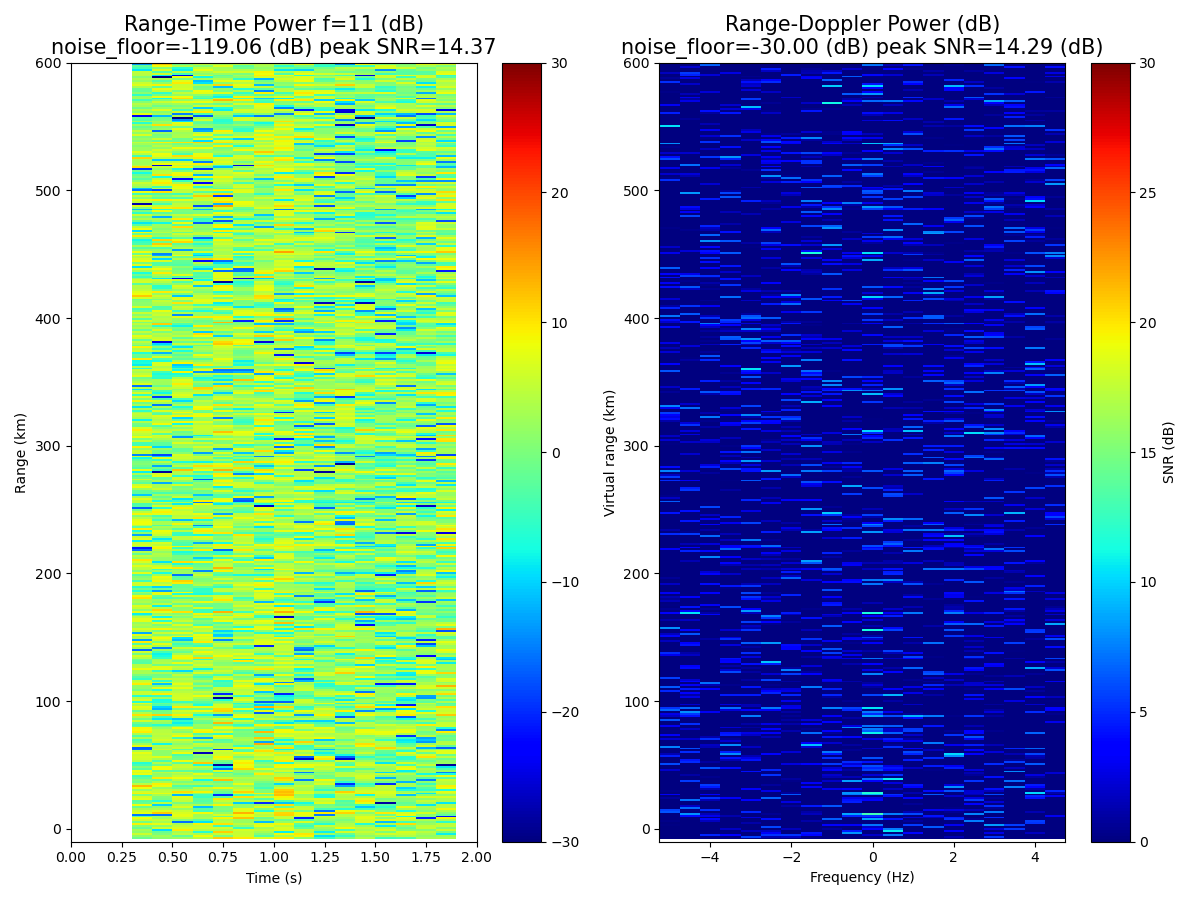 Range-Time Power f=11 (dB)
noise_floor=-119.06 (dB) peak SNR=14.37
Range-Doppler Power (dB)
noise_floor=-30.00 (dB) peak SNR=14.29 (dB)
600
500
400
300
200
100
0
Range (km)
0.00 0.25 0.50 0.75 1.00 1.25 1.50 1.75 2.00
Time (s)
30
20
10
0
−10
−20
−30
600
500
400
300
200
100
0
Virtual range (km)
−4 −2 0 2 4
Frequency (Hz)
30
25
20
15
10
5
0
SNR (dB)